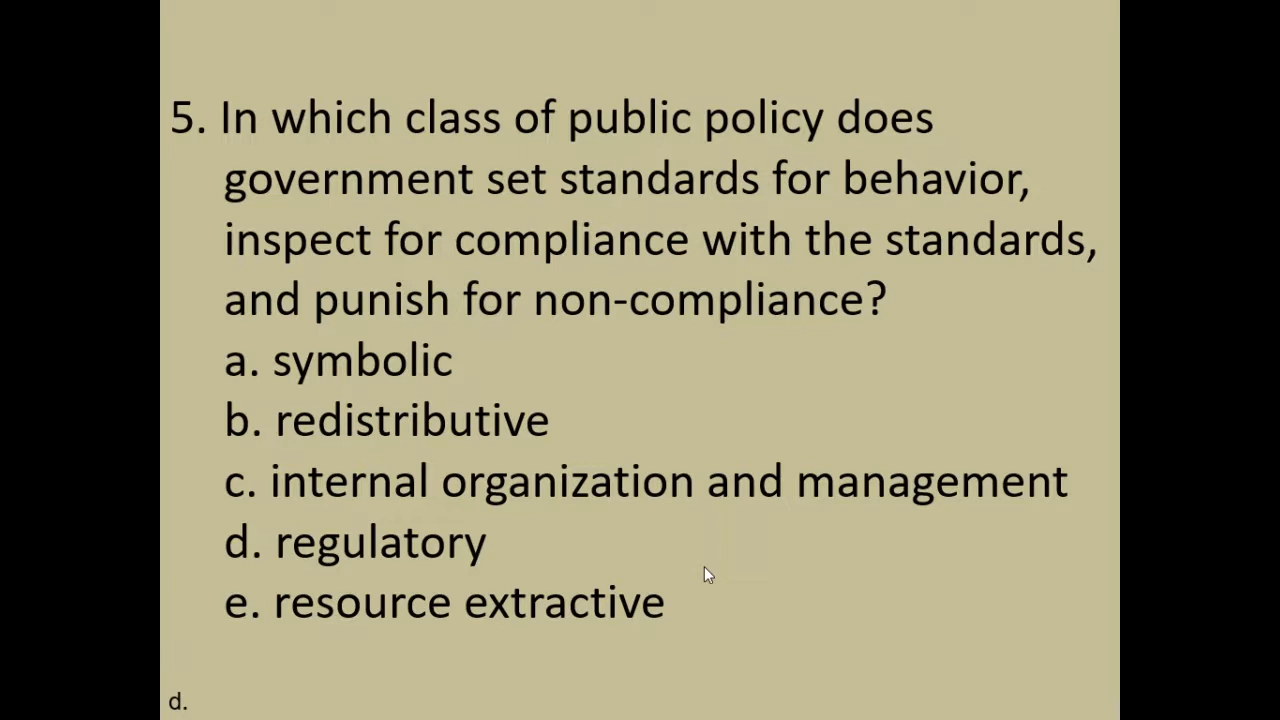 5. In which class of public policy does
government set standards for behavior,
inspect for compliance with the standards,
and punish for non-compliance?
a. symbolic
b. redistributive
c. internal organization and management
d. regulatory
e. resource extractive
d.